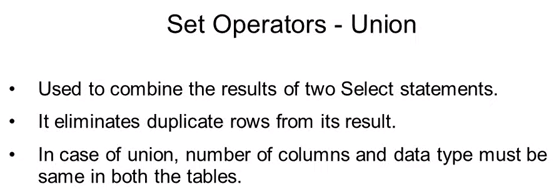 Set Operators - Union
• Used to combine the results of two Select statements.
• It eliminates duplicate rows from its result.
• In case of union, number of columns and data type must be
same in both the tables.